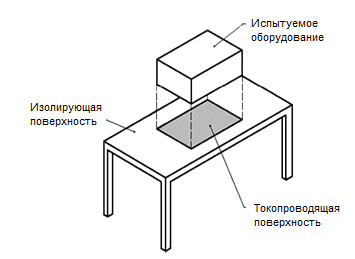 Испытуемое
оборудование
Изолирующая
поверхность
Токопроводящая
поверхность